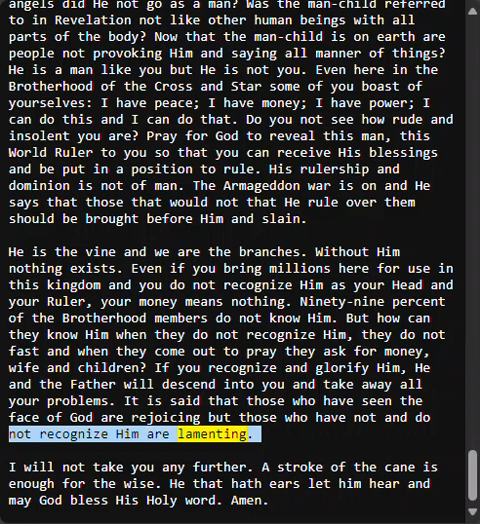 angels did He not go as a man? Was the man-child referred
to in Revelation not like other human beings with all
parts of the body? Now that the man-child is on earth are
people not provoking Him and saying all manner of things?
He is a man like you but He is not you. Even here in the
Brotherhood of the Cross and Star some of you boast of
yourselves: I have peace; I have money; I have power; I
can do this and I can do that. Do you not see how rude and
insolent you are? Pray for God to reveal this man, this
World Ruler to you so that you can receive His blessings
and be put in a position to rule. His rulership and
dominion is not of man. The Armageddon war is on and He
says that those that would not that He rule over them
should be brought before Him and slain.
He is the vine and we are the branches. Without Him
nothing exists. Even if you bring millions here for use in
this kingdom and you do not recognize Him as your Head and
your Ruler, your money means nothing. Ninety-nine percent
of the Brotherhood members do not know Him. But how can
they know Him when they do not recognize Him, they do not
fast and when they come out to pray they ask for money,
wife and children? If you recognize and glorify Him, He
and the Father will descend into you and take away all
your problems. It is said that those who have seen the
face of God are rejoicing but those who have not and do
not recognize Him are lamenting.
I will not take you any further. A stroke of the cane is
enough for the wise. He that hath ears let him hear and
may God bless His Holy word. Amen.